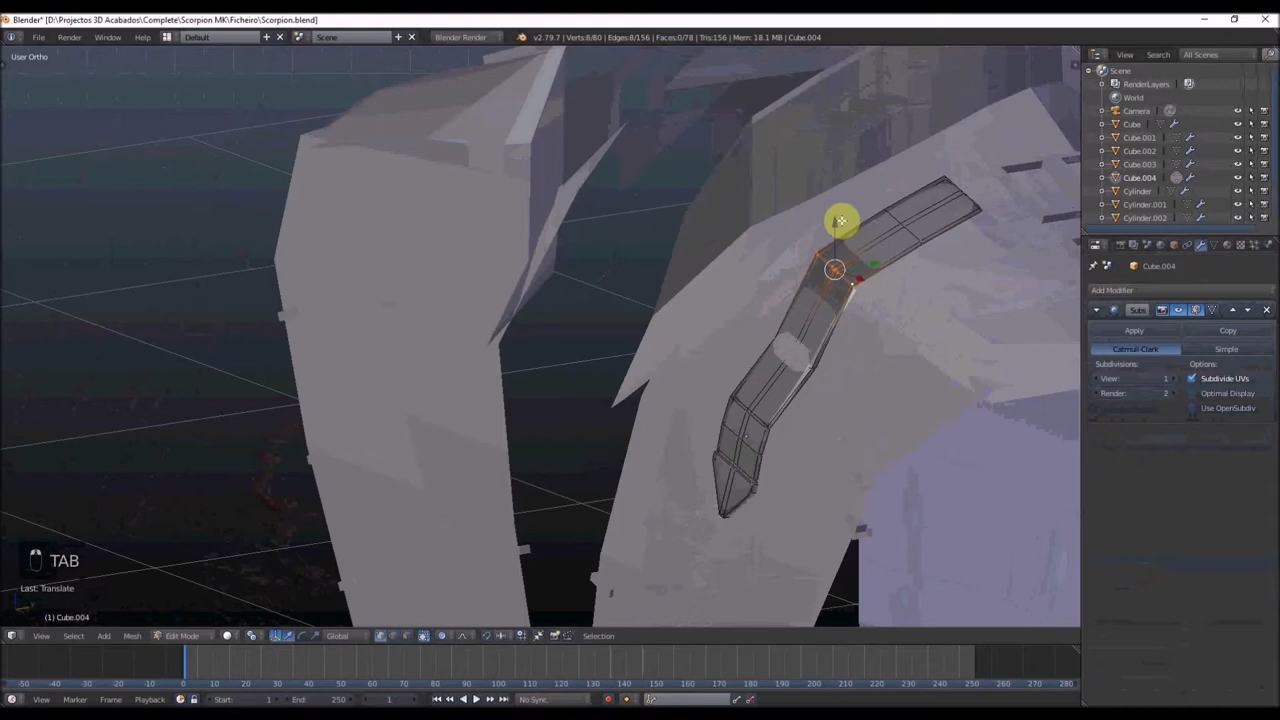 Blender* [D:\Projectos 3D Acabados\Complete\Scorpion MK\Ficheiro\Scorpion.blend]
File Render Window Help Default Scene Blender Render v2.79.7 | Verts:8/80 | Edges:8/156 | Faces:0/78 | Tris:156 | Mem: 18.1 MB | Cube.004
User Ortho
View Search All Scenes
Scene
RenderLayers
World
Camera
Cube
Cube.001
Cube.002
Cube.003
Cube.004
Cylinder
Cylinder.001
Cylinder.002
Cube.004
Add Modifier
Subs
Apply Copy
Catmull-Clark Simple
Subdivisions: Options:
View: 1 Subdivide UVs
Render: 2 Optimal Display
Use OpenSubdiv
TAB
Last: Translate
(1) Cube.004
View Select Add Mesh Edit Mode Global Selection
-50 -40 -30 -20 -10 0 10 20 30 40 50 60 70 80 90 100 110 120 130 140 150 160 170 180 190 200 210 220 230 240 250 260 270 280
View Marker Frame Playback Start: 1 End: 250 1 No Sync